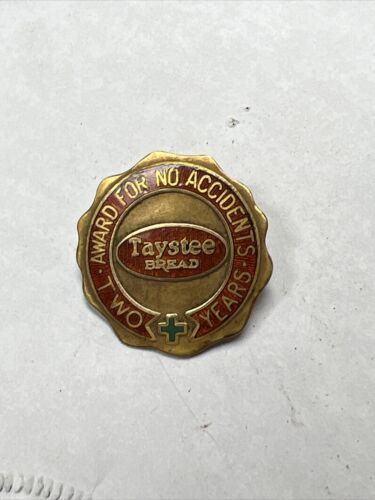 AWARD FOR NO. ACCIDENTS
Taystee
BREAD
TWO YEARS